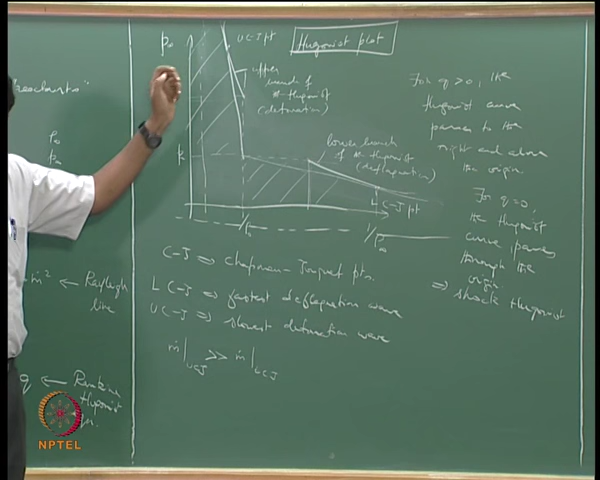 "reactants"
P∞
ρ∞
P∞
ṁ² ← Rayleigh
line
q ← Rankine
Hugoniot
U C-J pt
Hugoniot plot
upper
branch of
the Hugoniot
(detonation)
lower branch
of the Hugoniot
(deflagration)
L C-J pt
1/ρ∞
C-J ⇒ Chapman-Jouguet pts.
L C-J ⇒ fastest deflagration wave
U C-J ⇒ slowest detonation wave
ṁ|UCJ >> ṁ|LCJ
For q > 0, the
Hugoniot curve
passes to the
right and above
the origin
For q = 0,
the Hugoniot
curve passes
through the
origin
⇒ shock Hugoniot
NPTEL